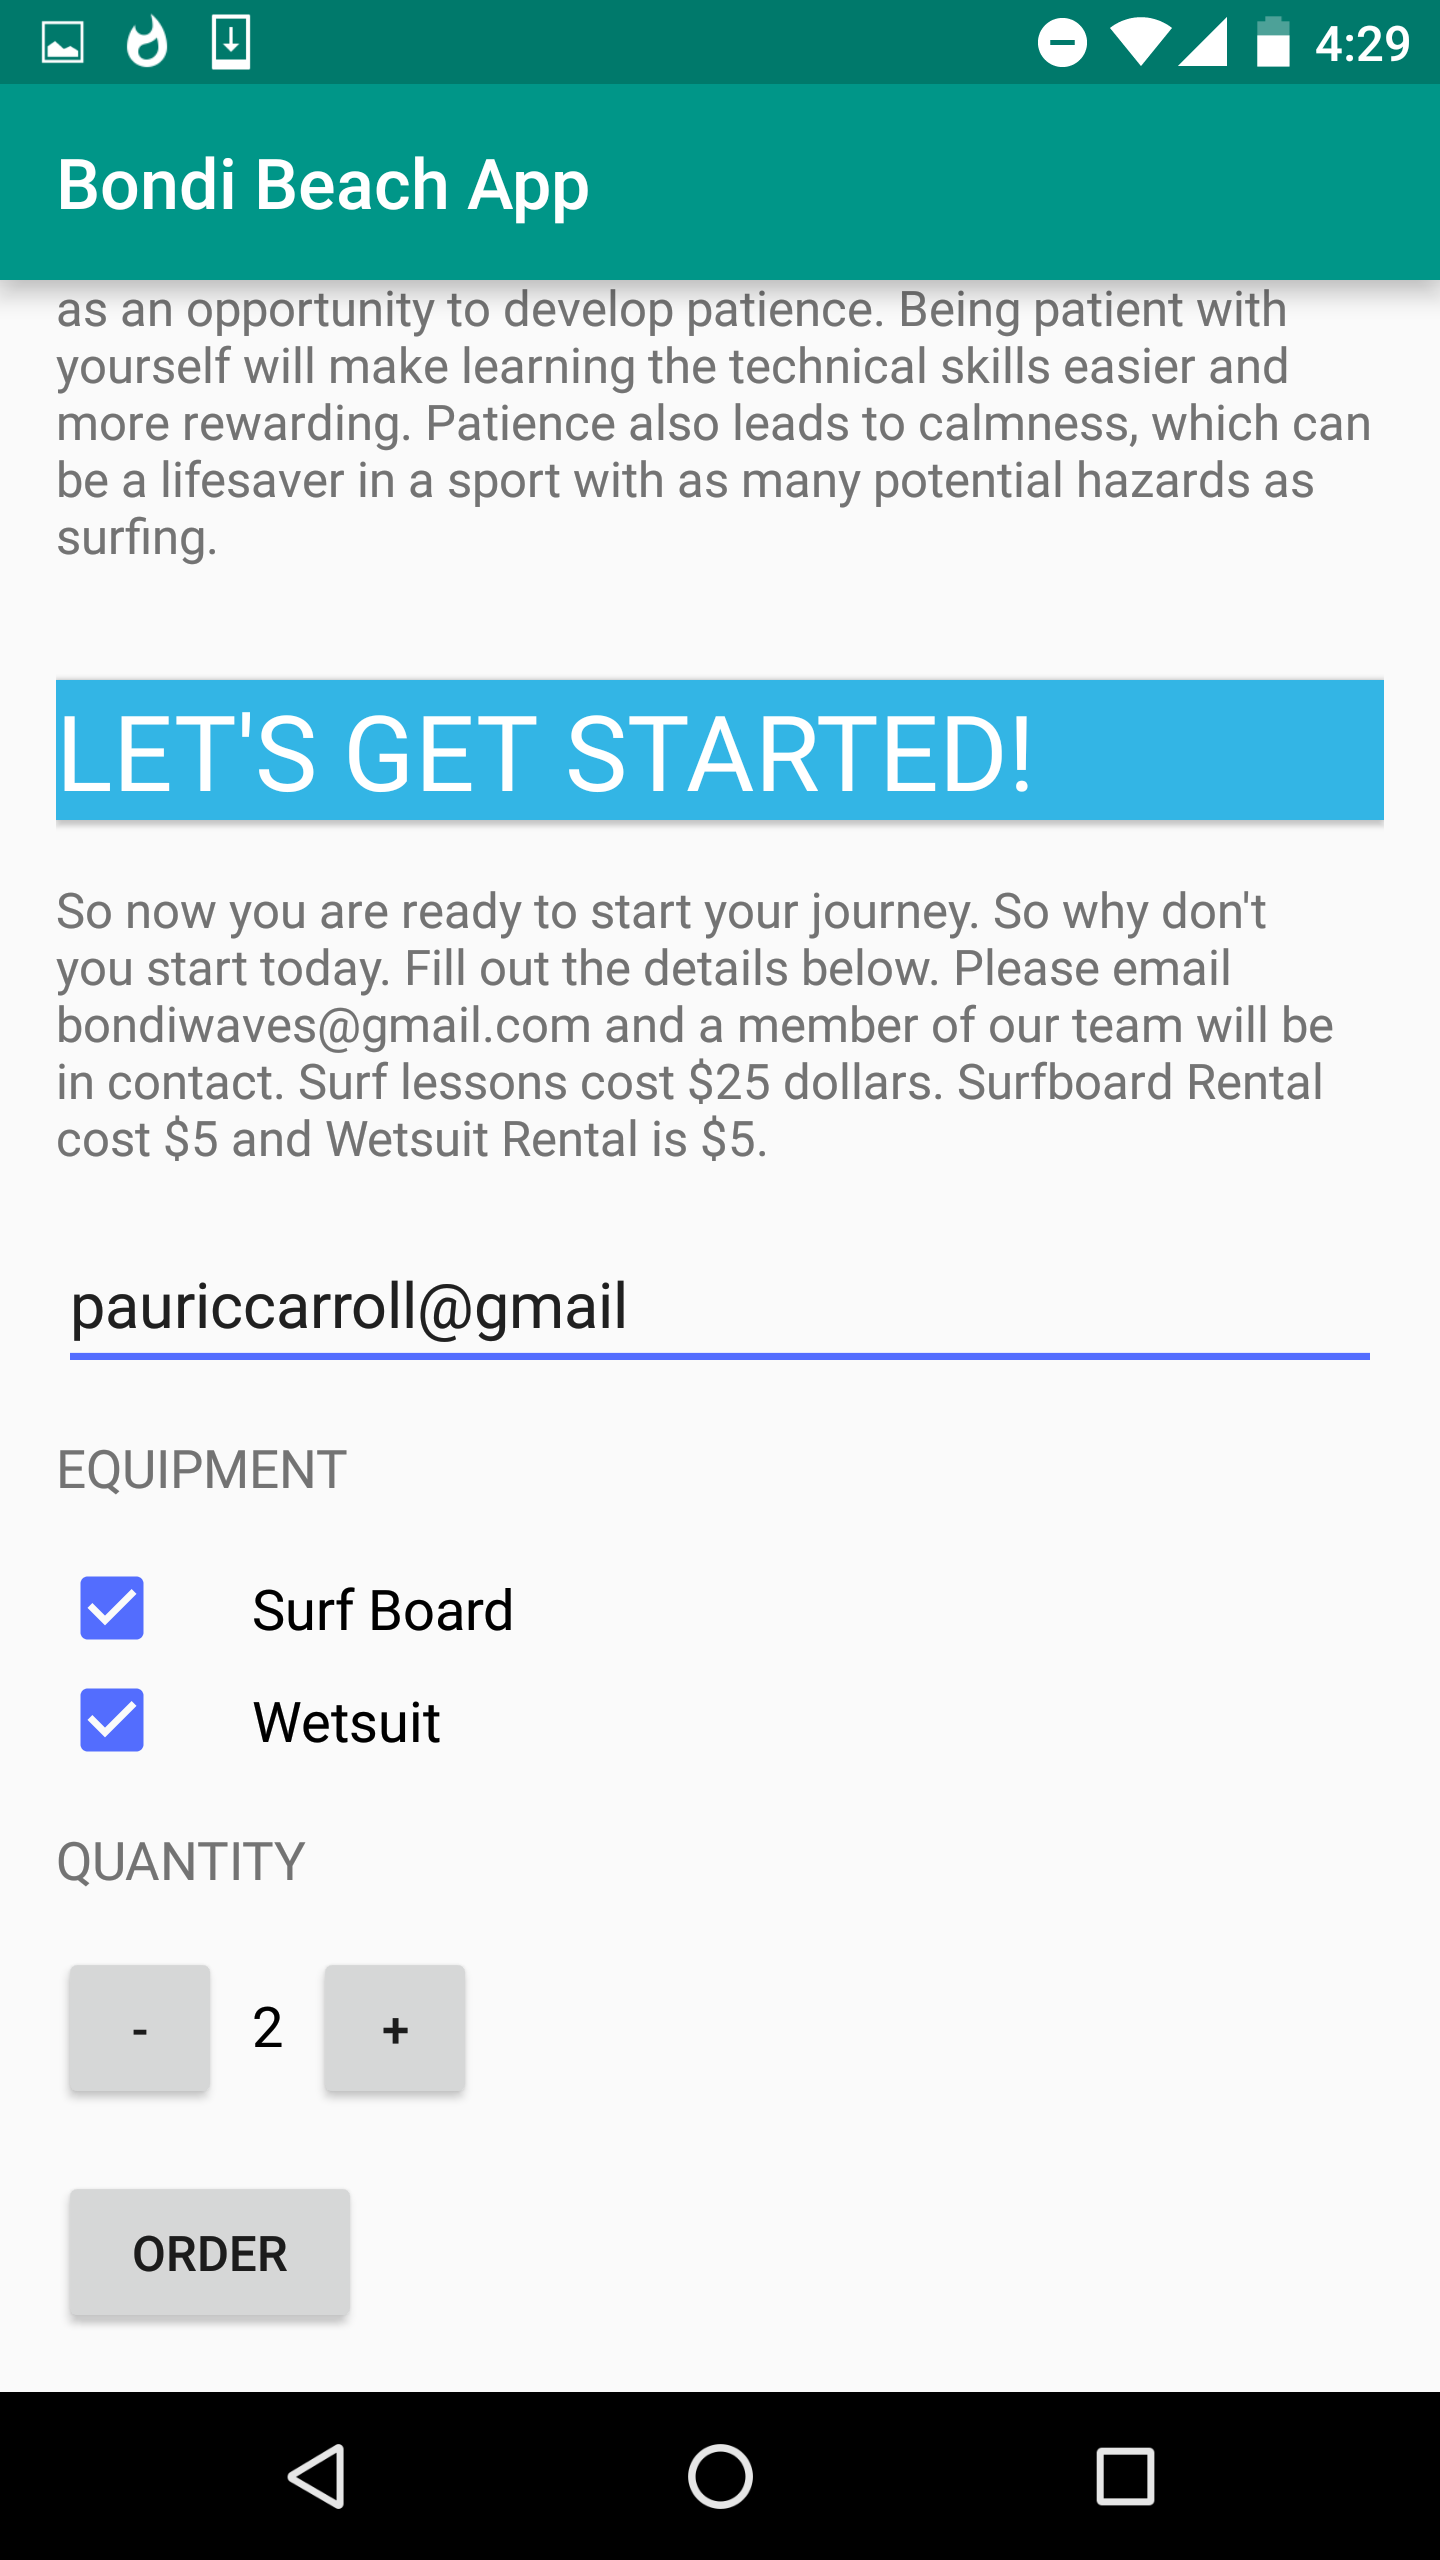 4:29
Bondi Beach App
as an opportunity to develop patience. Being patient with
yourself will make learning the technical skills easier and
more rewarding. Patience also leads to calmness, which can
be a lifesaver in a sport with as many potential hazards as
surfing.
LET'S GET STARTED!
So now you are ready to start your journey. So why don't
you start today. Fill out the details below. Please email
bondiwaves@gmail.com and a member of our team will be
in contact. Surf lessons cost $25 dollars. Surfboard Rental
cost $5 and Wetsuit Rental is $5.
pauriccarroll@gmail
EQUIPMENT
Surf Board
Wetsuit
QUANTITY
- 2 +
ORDER